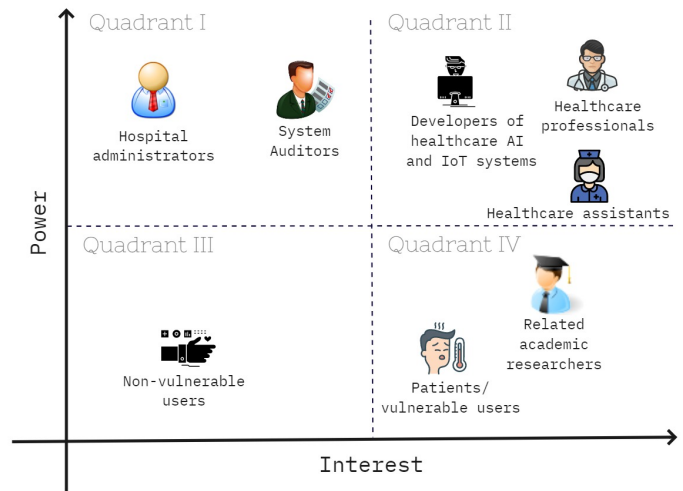 Quadrant I
Quadrant II
Hospital
administrators
System
Auditors
Developers of
healthcare AI
and IoT systems
Healthcare
professionals
Healthcare assistants
Power
Quadrant III
Quadrant IV
Non-vulnerable
users
Related
academic
researchers
Patients/
vulnerable users
Interest